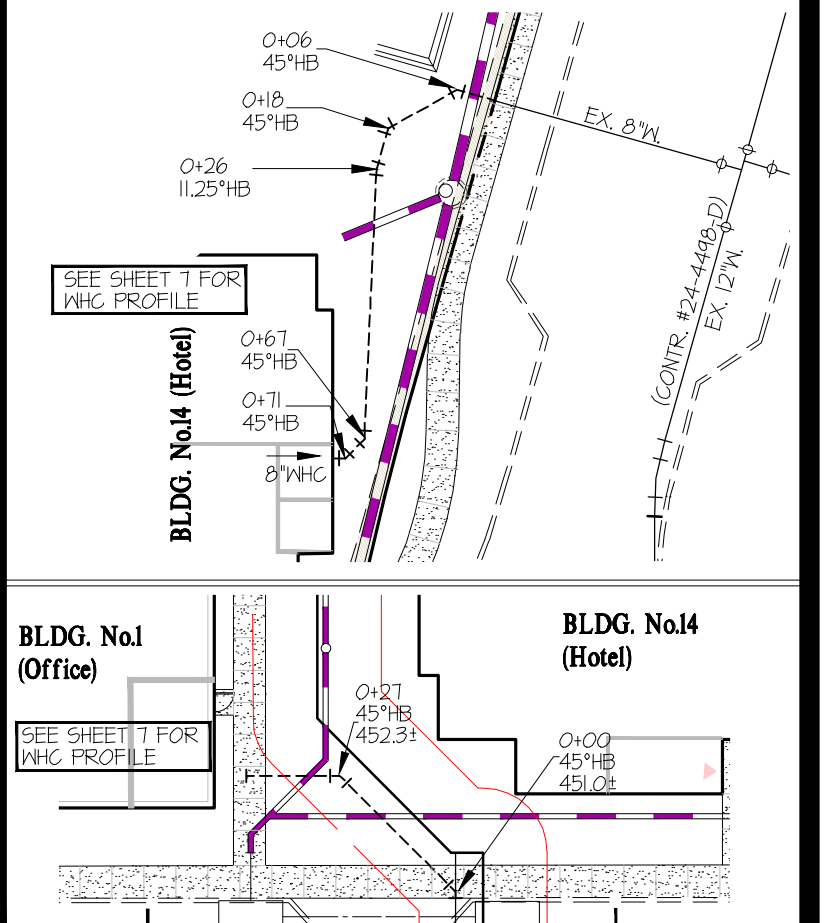 0+06
45°HB
0+18
45°HB
EX. 8"W.
0+26
11.25°HB
SEE SHEET 7 FOR
WHC PROFILE
(CONTR. #24-4498-D)
EX. 12"W.
BLDG. No.14 (Hotel)
0+67
45°HB
0+71
45°HB
8"WHC
BLDG. No.1
(Office)
BLDG. No.14
(Hotel)
0+27
45°HB
452.3±
SEE SHEET 7 FOR
WHC PROFILE
0+00
45°HB
451.0±